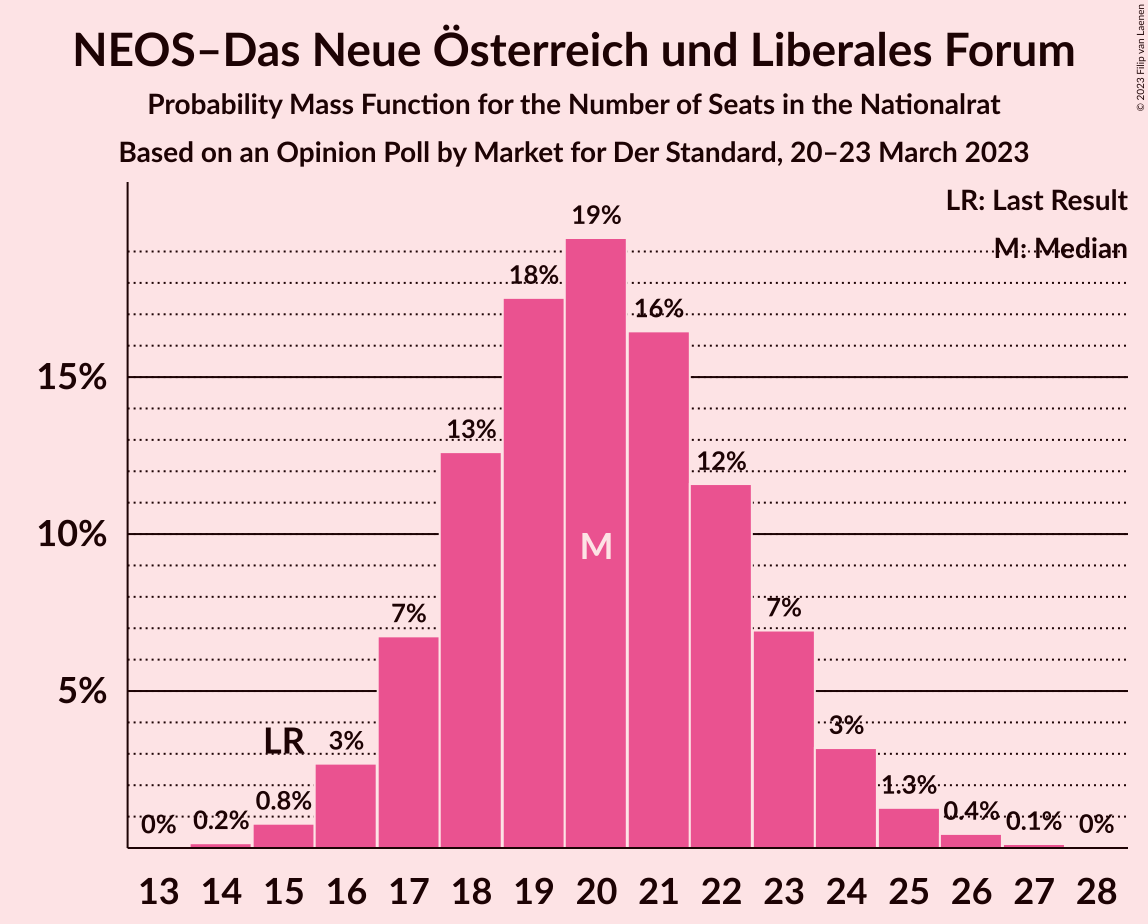 NEOS–Das Neue Österreich und Liberales Forum
Probability Mass Function for the Number of Seats in the Nationalrat
Based on an Opinion Poll by Market for Der Standard, 20–23 March 2023
© 2023 Filip van Laenen
LR: Last Result
M: Median
15%
10%
5%
0%
0.2%
0.8%
LR
3%
7%
13%
18%
19%
M
16%
12%
7%
3%
1.3%
0.4%
0.1%
0%
13 14 15 16 17 18 19 20 21 22 23 24 25 26 27 28